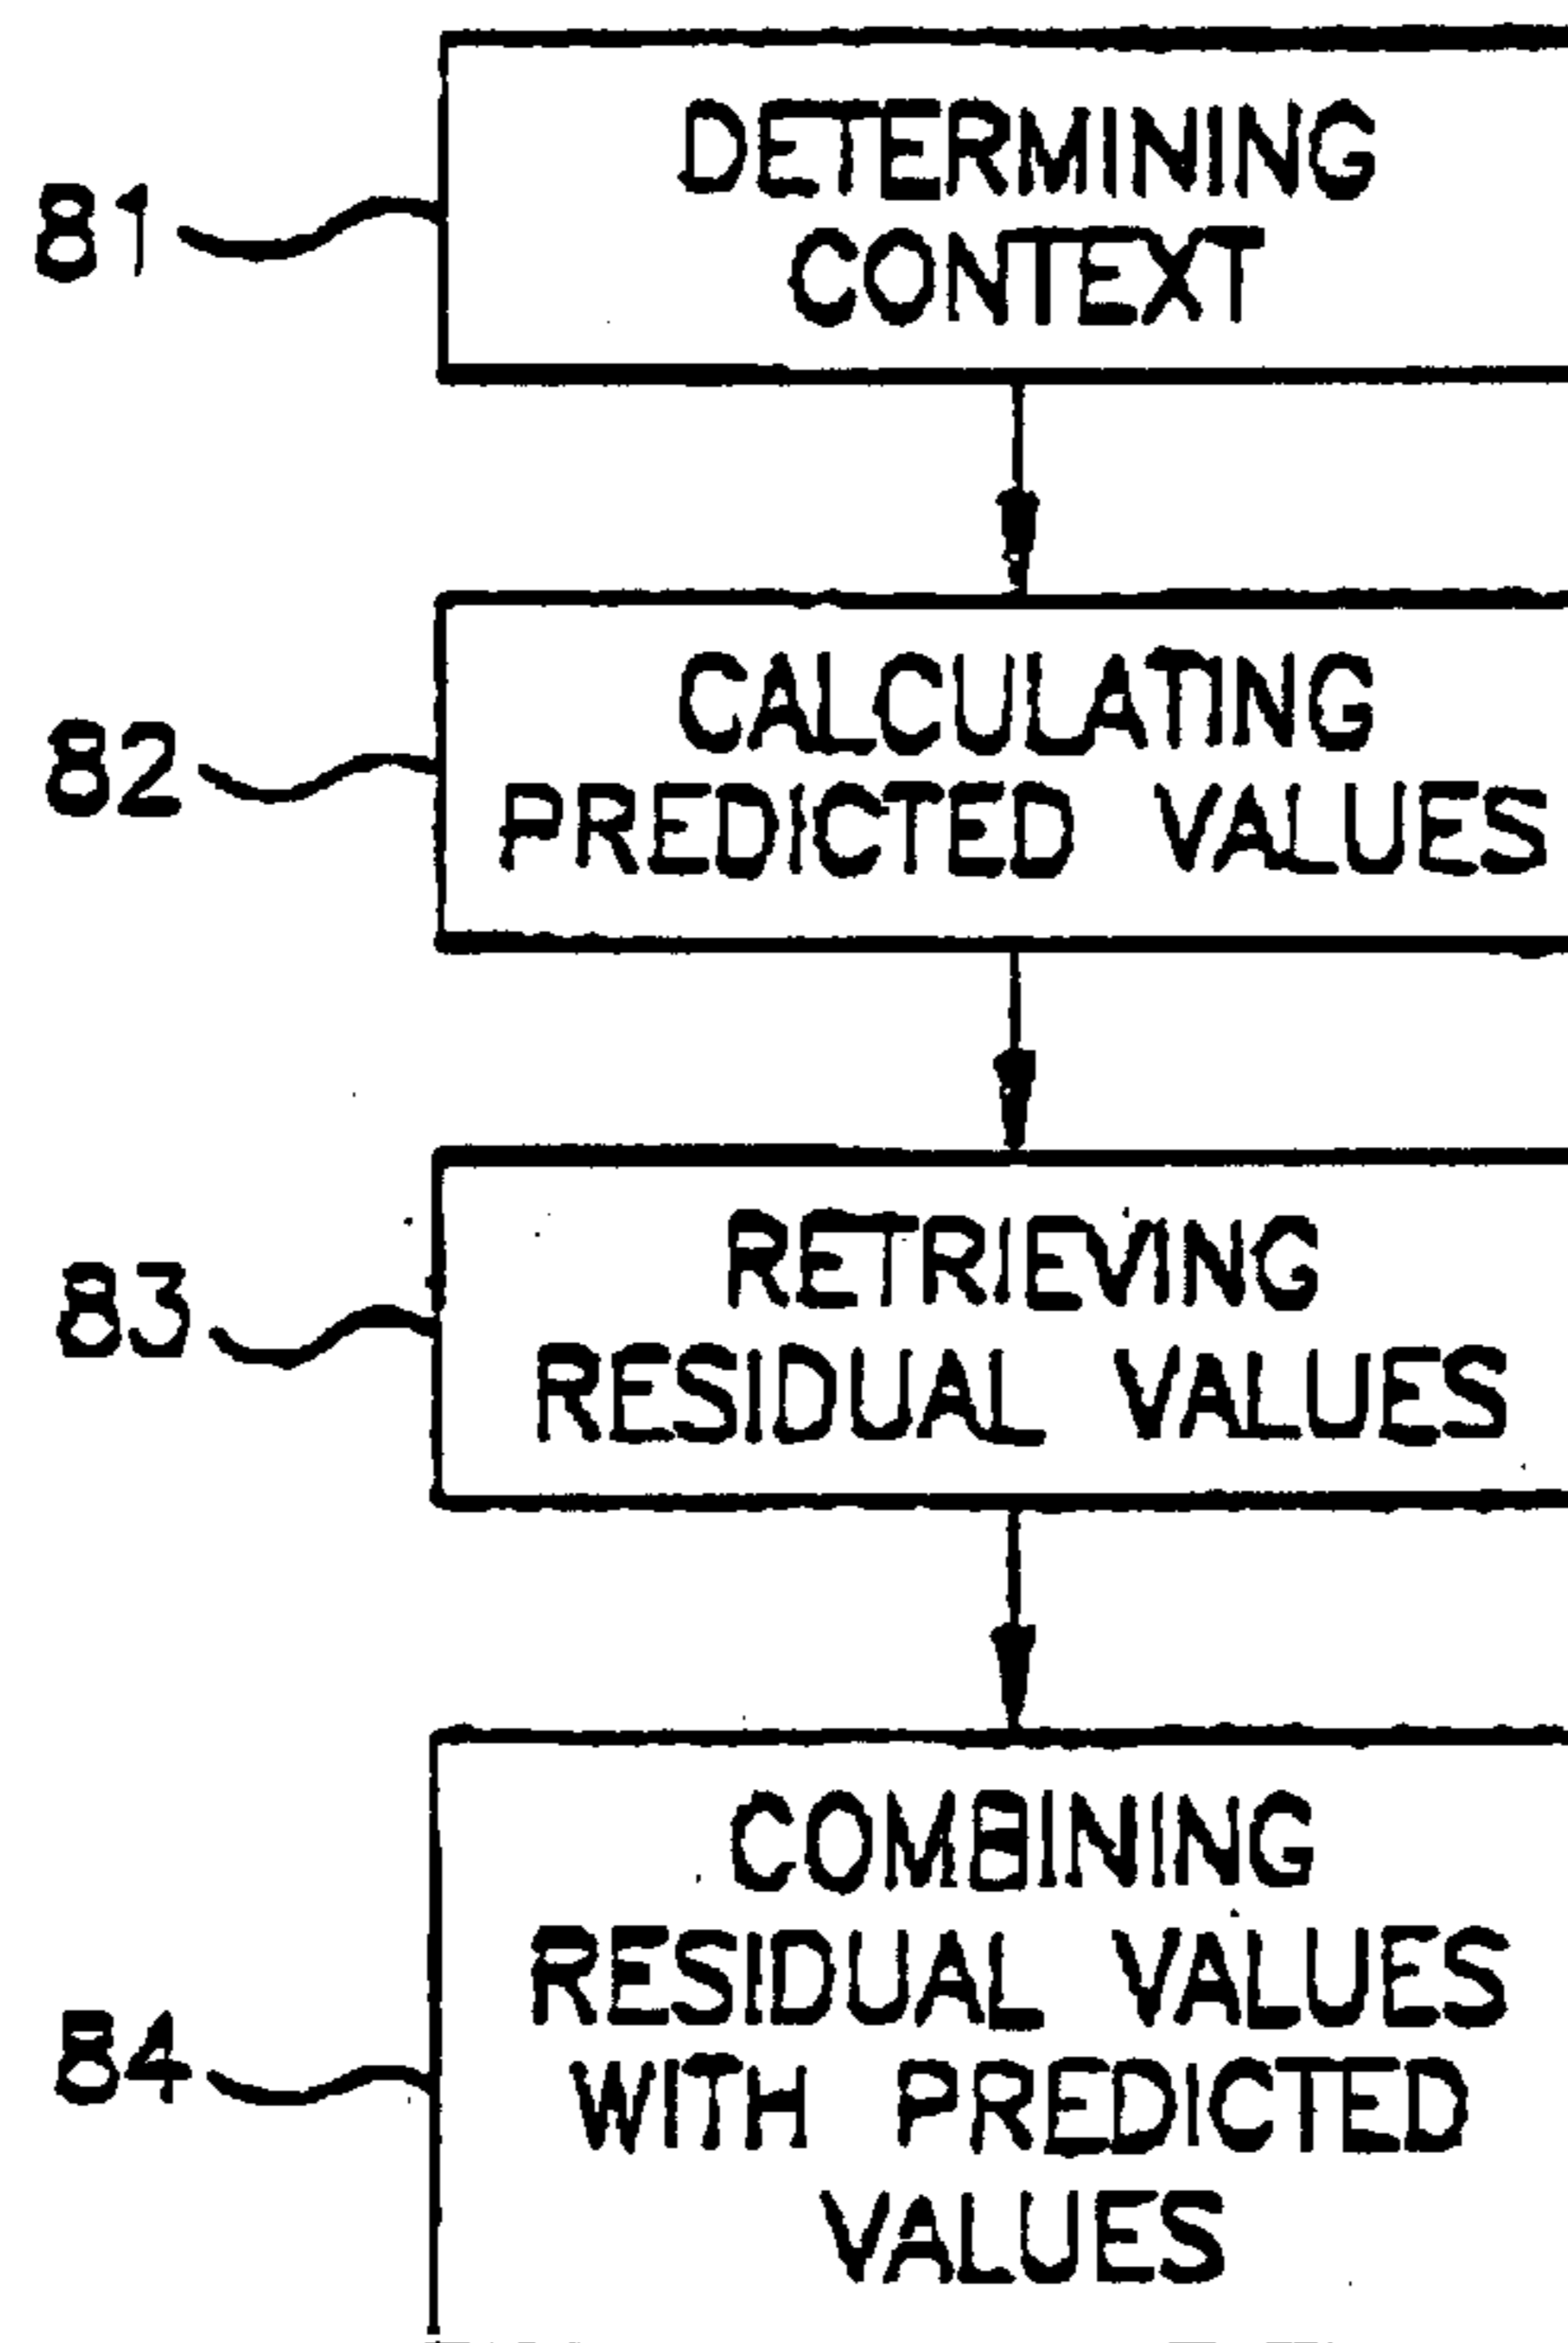 81
DETERMINING
CONTEXT
82
CALCULATING
PREDICTED VALUES
83
RETRIEVING
RESIDUAL VALUES
84
COMBINING
RESIDUAL VALUES
WITH PREDICTED
VALUES